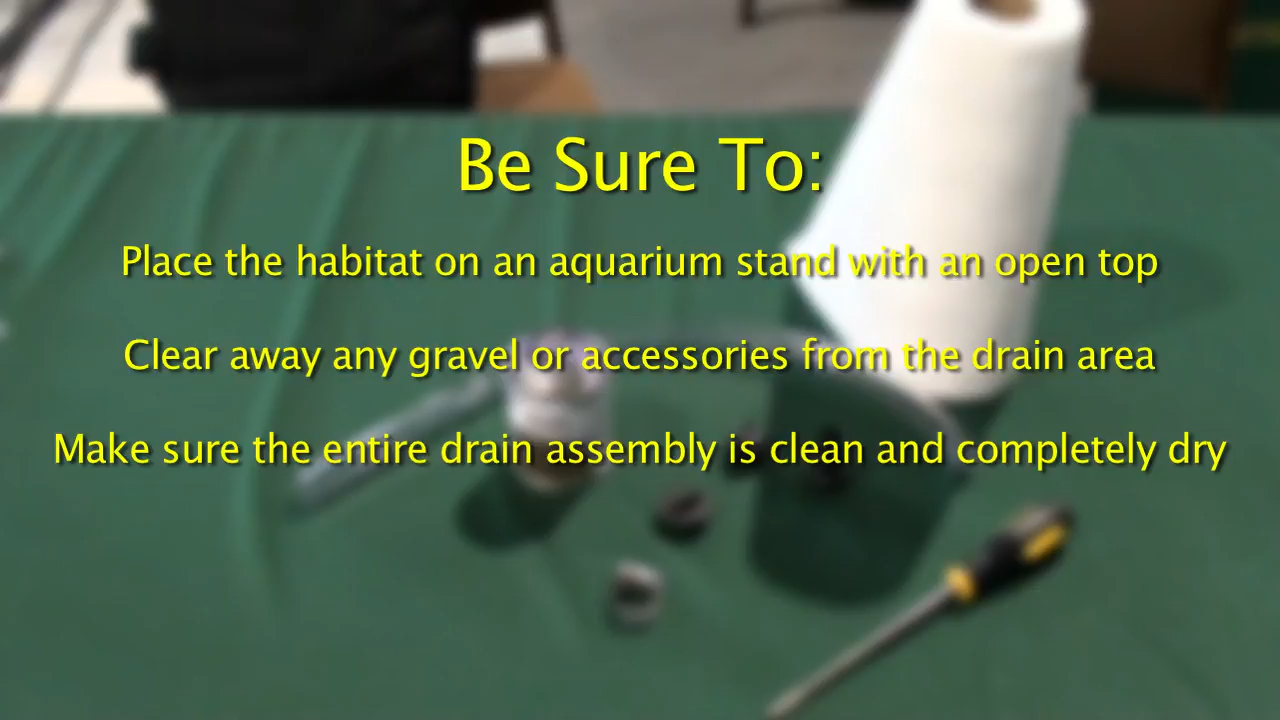 Be Sure To:
Place the habitat on an aquarium stand with an open top
Clear away any gravel or accessories from the drain area
Make sure the entire drain assembly is clean and completely dry